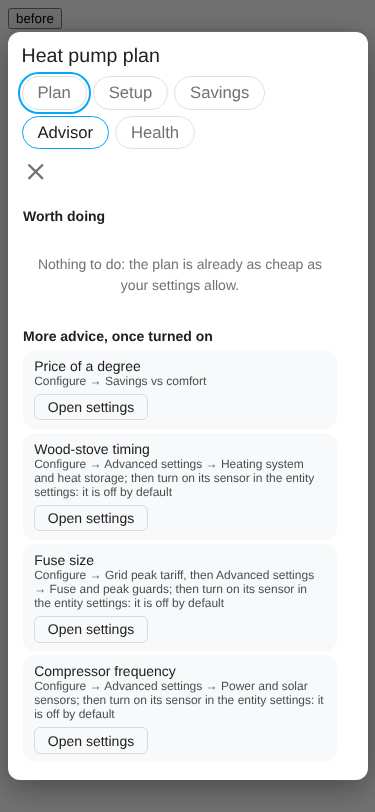 before
Heat pump plan
Plan
Setup
Savings
Advisor
Health
Worth doing
Nothing to do: the plan is already as cheap as
your settings allow.
More advice, once turned on
Price of a degree
Configure → Savings vs comfort
Open settings
Wood-stove timing
Configure → Advanced settings → Heating system
and heat storage; then turn on its sensor in the entity
settings: it is off by default
Open settings
Fuse size
Configure → Grid peak tariff, then Advanced settings
→ Fuse and peak guards; then turn on its sensor in
the entity settings: it is off by default
Open settings
Compressor frequency
Configure → Advanced settings → Power and solar
sensors; then turn on its sensor in the entity settings: it
is off by default
Open settings